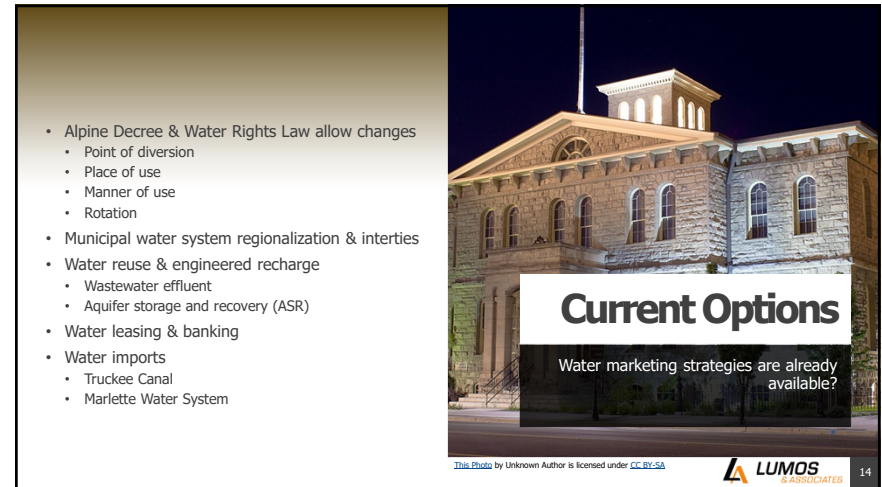 • Alpine Decree & Water Rights Law allow changes
• Point of diversion
• Place of use
• Manner of use
• Rotation
• Municipal water system regionalization & interties
• Water reuse & engineered recharge
• Wastewater effluent
• Aquifer storage and recovery (ASR)
• Water leasing & banking
• Water imports
• Truckee Canal
• Marlette Water System
Current Options
Water marketing strategies are already
available?
This Photo by Unknown Author is licensed under CC BY-SA
LUMOS
& ASSOCIATES
14